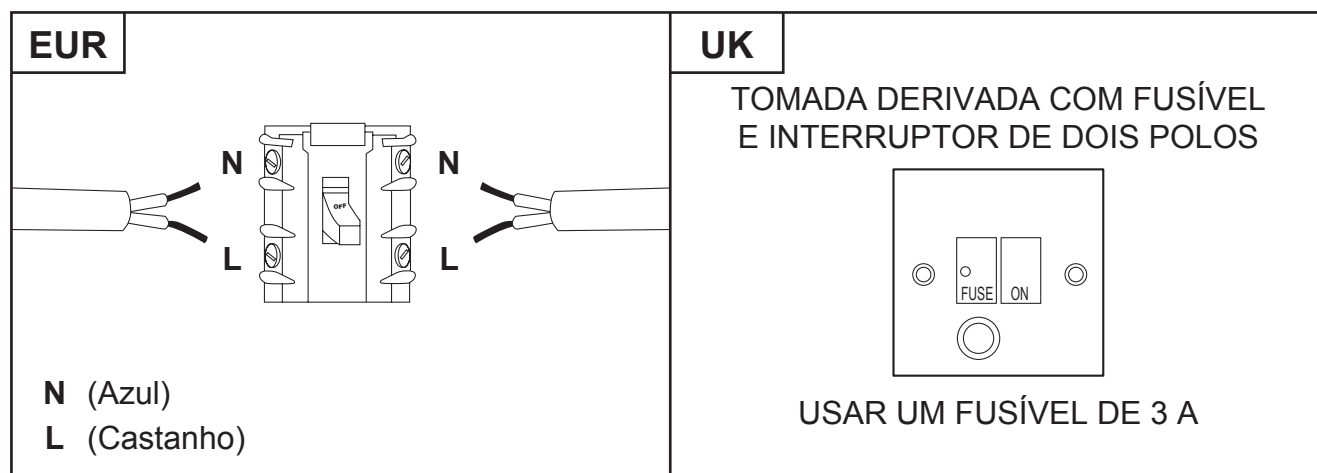 EUR
N
N
OFF
L
L
N (Azul)
L (Castanho)
UK
TOMADA DERIVADA COM FUSÍVEL
E INTERRUPTOR DE DOIS POLOS
FUSE ON
USAR UM FUSÍVEL DE 3 A